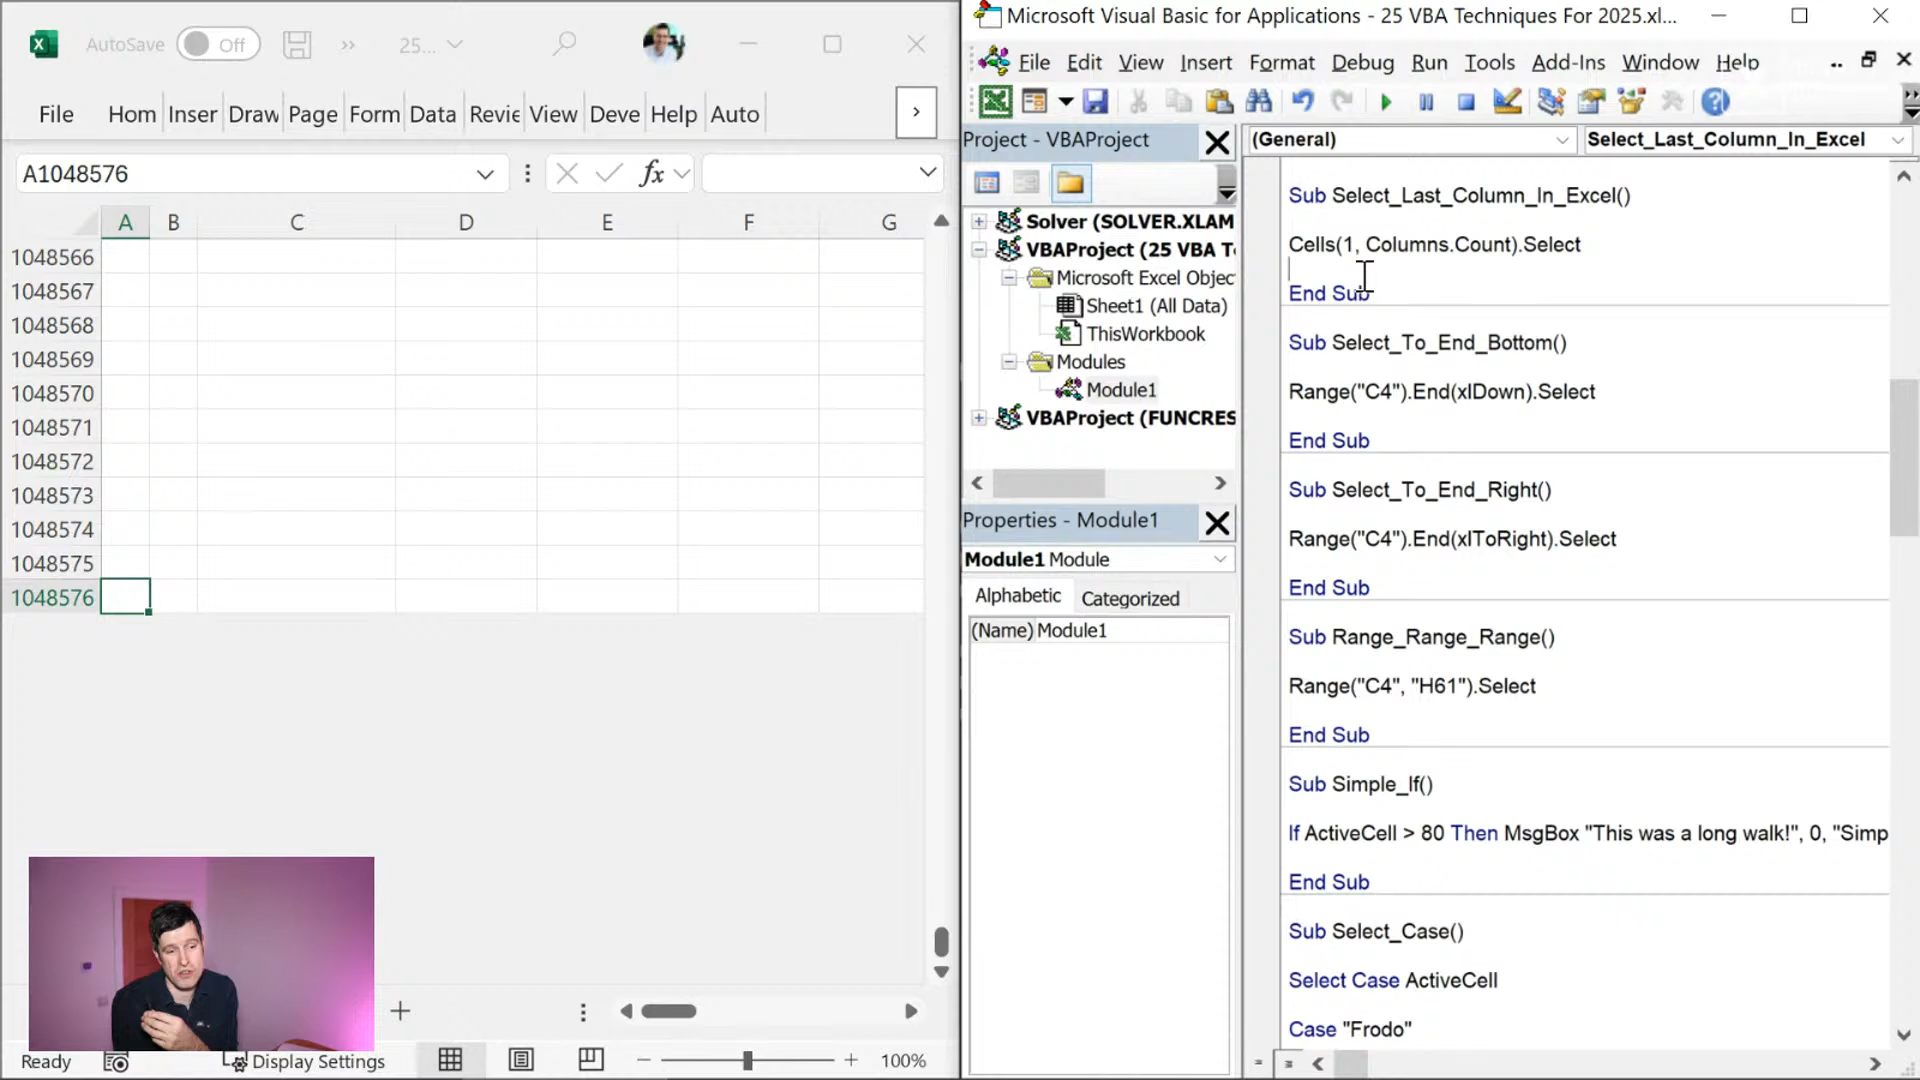 AutoSave Off 25...
File Hom Inser Draw Page Form Data Revie View Deve Help Auto
A1048576 fx
A B C D E F G
1048566
1048567
1048568
1048569
1048570
1048571
1048572
1048573
1048574
1048575
1048576
Ready Display Settings 100%
Microsoft Visual Basic for Applications - 25 VBA Techniques For 2025.xl...
File Edit View Insert Format Debug Run Tools Add-Ins Window Help
Project - VBAProject
Solver (SOLVER.XLAM
VBAProject (25 VBA T
Microsoft Excel Objec
Sheet1 (All Data)
ThisWorkbook
Modules
Module1
VBAProject (FUNCRES
Properties - Module1
Module1 Module
Alphabetic Categorized
(Name) Module1
(General) Select_Last_Column_In_Excel
Sub Select_Last_Column_In_Excel()
Cells(1, Columns.Count).Select
End Sub
Sub Select_To_End_Bottom()
Range("C4").End(xlDown).Select
End Sub
Sub Select_To_End_Right()
Range("C4").End(xlToRight).Select
End Sub
Sub Range_Range_Range()
Range("C4", "H61").Select
End Sub
Sub Simple_If()
If ActiveCell > 80 Then MsgBox "This was a long walk!", 0, "Simp
End Sub
Sub Select_Case()
Select Case ActiveCell
Case "Frodo"